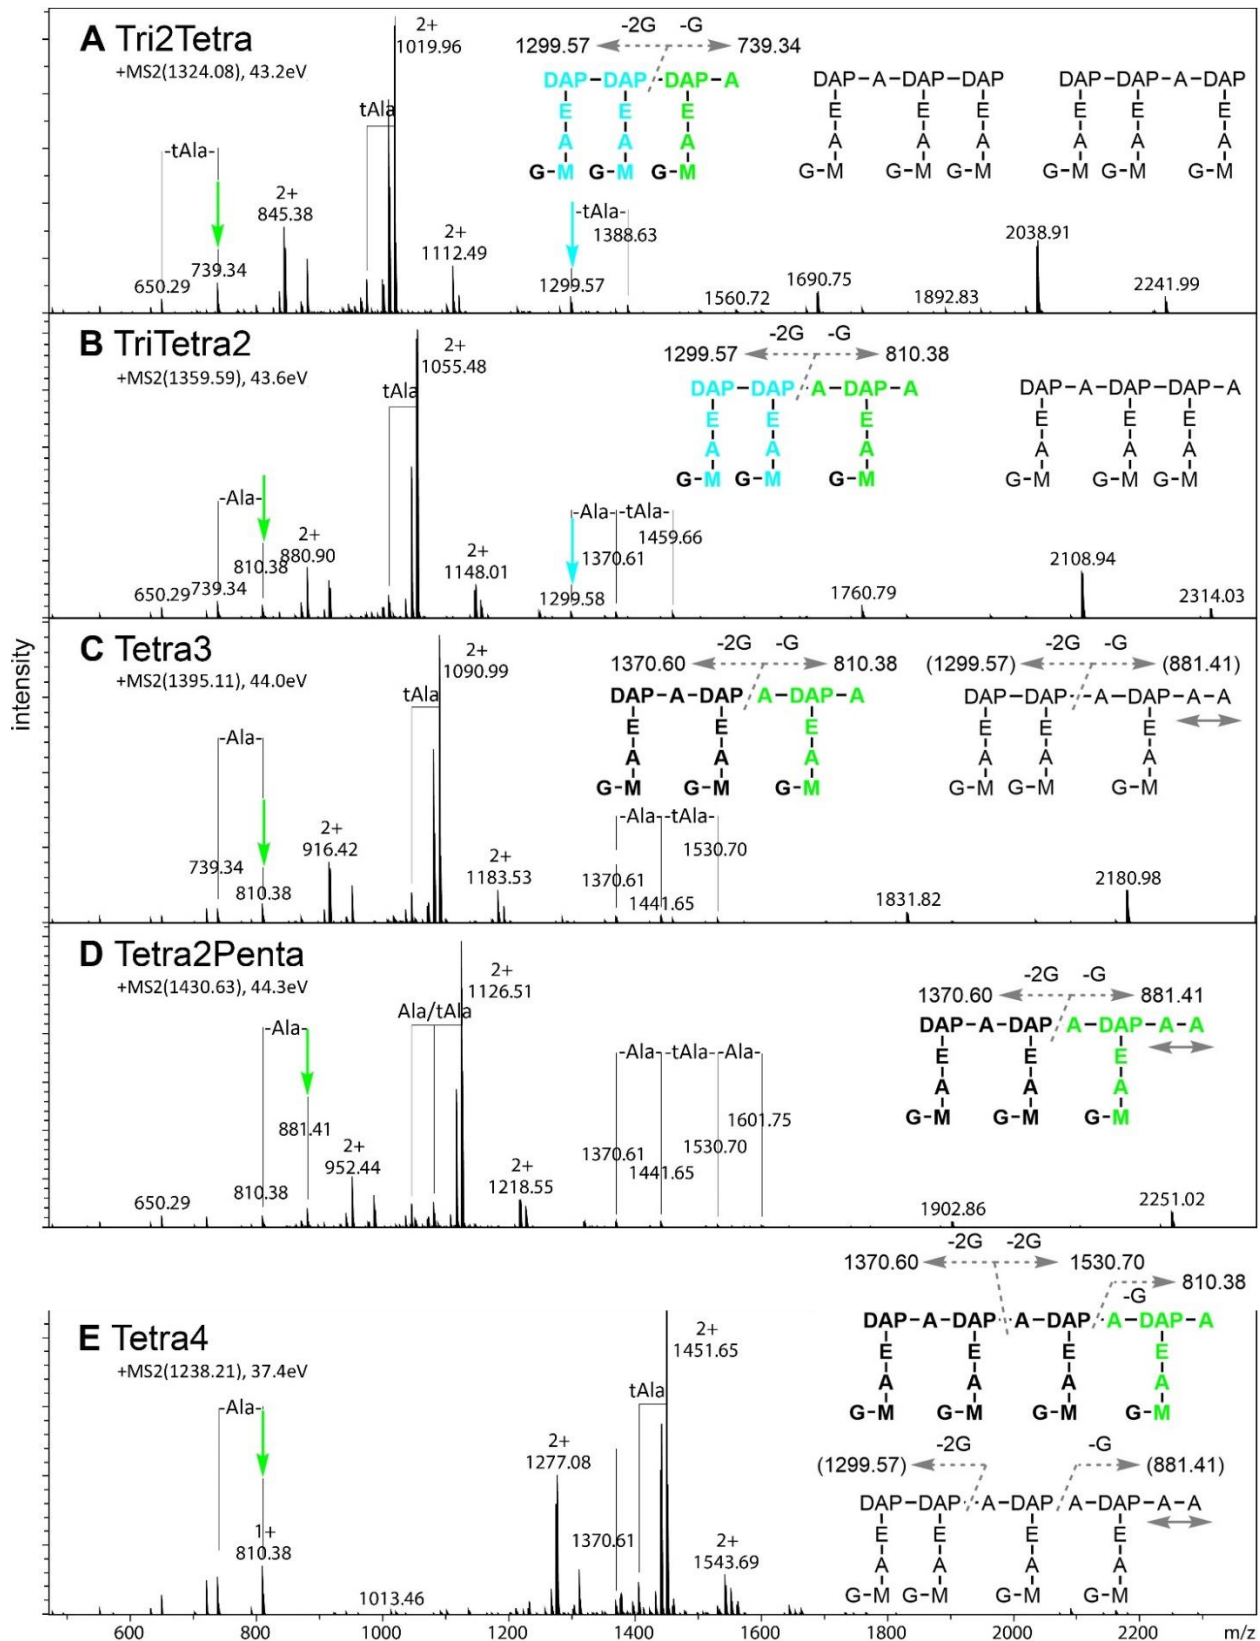 intensity
A Tri2Tetra
+MS2(1324.08), 43.2eV
2+
1019.96
tAla
-tAla-
2+
845.38
650.29
739.34
2+
1112.49
-tAla-
1388.63
1299.57
1560.72
1690.75
1892.83
2038.91
2241.99
-2G -G
1299.57 739.34
DAP-DAP-DAP-A
E E E
A A A
G-M G-M G-M
DAP-A-DAP-DAP
E E E
A A A
G-M G-M G-M
DAP-DAP-A-DAP
E E E
A A A
G-M G-M G-M
B TriTetra2
+MS2(1359.59), 43.6eV
2+
1055.48
tAla
-Ala-
650.29
739.34
810.38
2+
880.90
2+
1148.01
-Ala--tAla-
1459.66
1370.61
1299.58
1760.79
2108.94
2314.03
-2G -G
1299.57 810.38
DAP-DAP-A-DAP-A
E E E
A A A
G-M G-M G-M
DAP-A-DAP-DAP-A
E E E
A A A
G-M G-M G-M
C Tetra3
+MS2(1395.11), 44.0eV
2+
1090.99
tAla
-Ala-
739.34
810.38
2+
916.42
2+
1183.53
-Ala--tAla-
1530.70
1370.61
1441.65
1831.82
2180.98
-2G -G
1370.60 810.38
DAP-A-DAP-A-DAP-A
E E E
A A A
G-M G-M G-M
-2G -G
(1299.57) (881.41)
DAP-DAP-A-DAP-A-A
E E E
A A A
G-M G-M G-M
D Tetra2Penta
+MS2(1430.63), 44.3eV
2+
1126.51
Ala/tAla
-Ala-
650.29
810.38
881.41
2+
952.44
2+
1218.55
-Ala--tAla--Ala-
1601.75
1530.70
1370.61
1441.65
1902.86
2251.02
-2G -G
1370.60 881.41
DAP-A-DAP-A-DAP-A-A
E E E
A A A
G-M G-M G-M
E Tetra4
+MS2(1238.21), 37.4eV
2+
1451.65
tAla
-Ala-
1+
810.38
1013.46
2+
1277.08
1370.61
2+
1543.69
-2G -2G
1370.60 1530.70
810.38
-G
DAP-A-DAP-A-DAP-A-DAP-A
E E E E
A A A A
G-M G-M G-M G-M
-2G -G
(1299.57) (881.41)
DAP-DAP-A-DAP-A-DAP-A-A
E E E E
A A A A
G-M G-M G-M G-M
600 800 1000 1200 1400 1600 1800 2000 2200 m/z